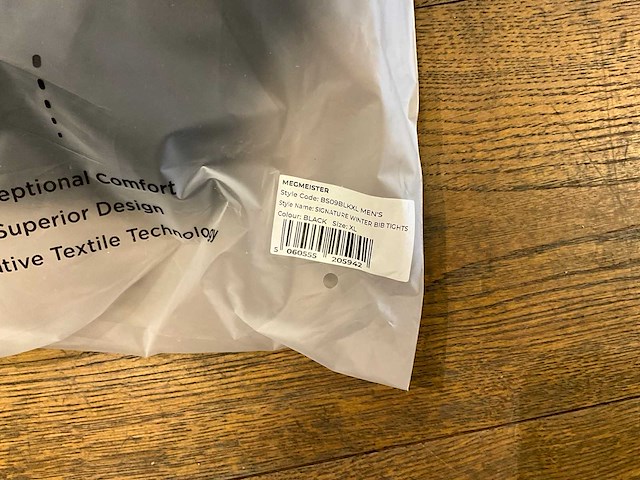 eptional Comfort
Superior Design
ative Textile Technology
MEGMEISTER
Style Code: BS09BLKXL MEN'S
Style Name: SIGNATURE WINTER BIB TIGHTS
Colour: BLACK Size: XL
5 060555 205942